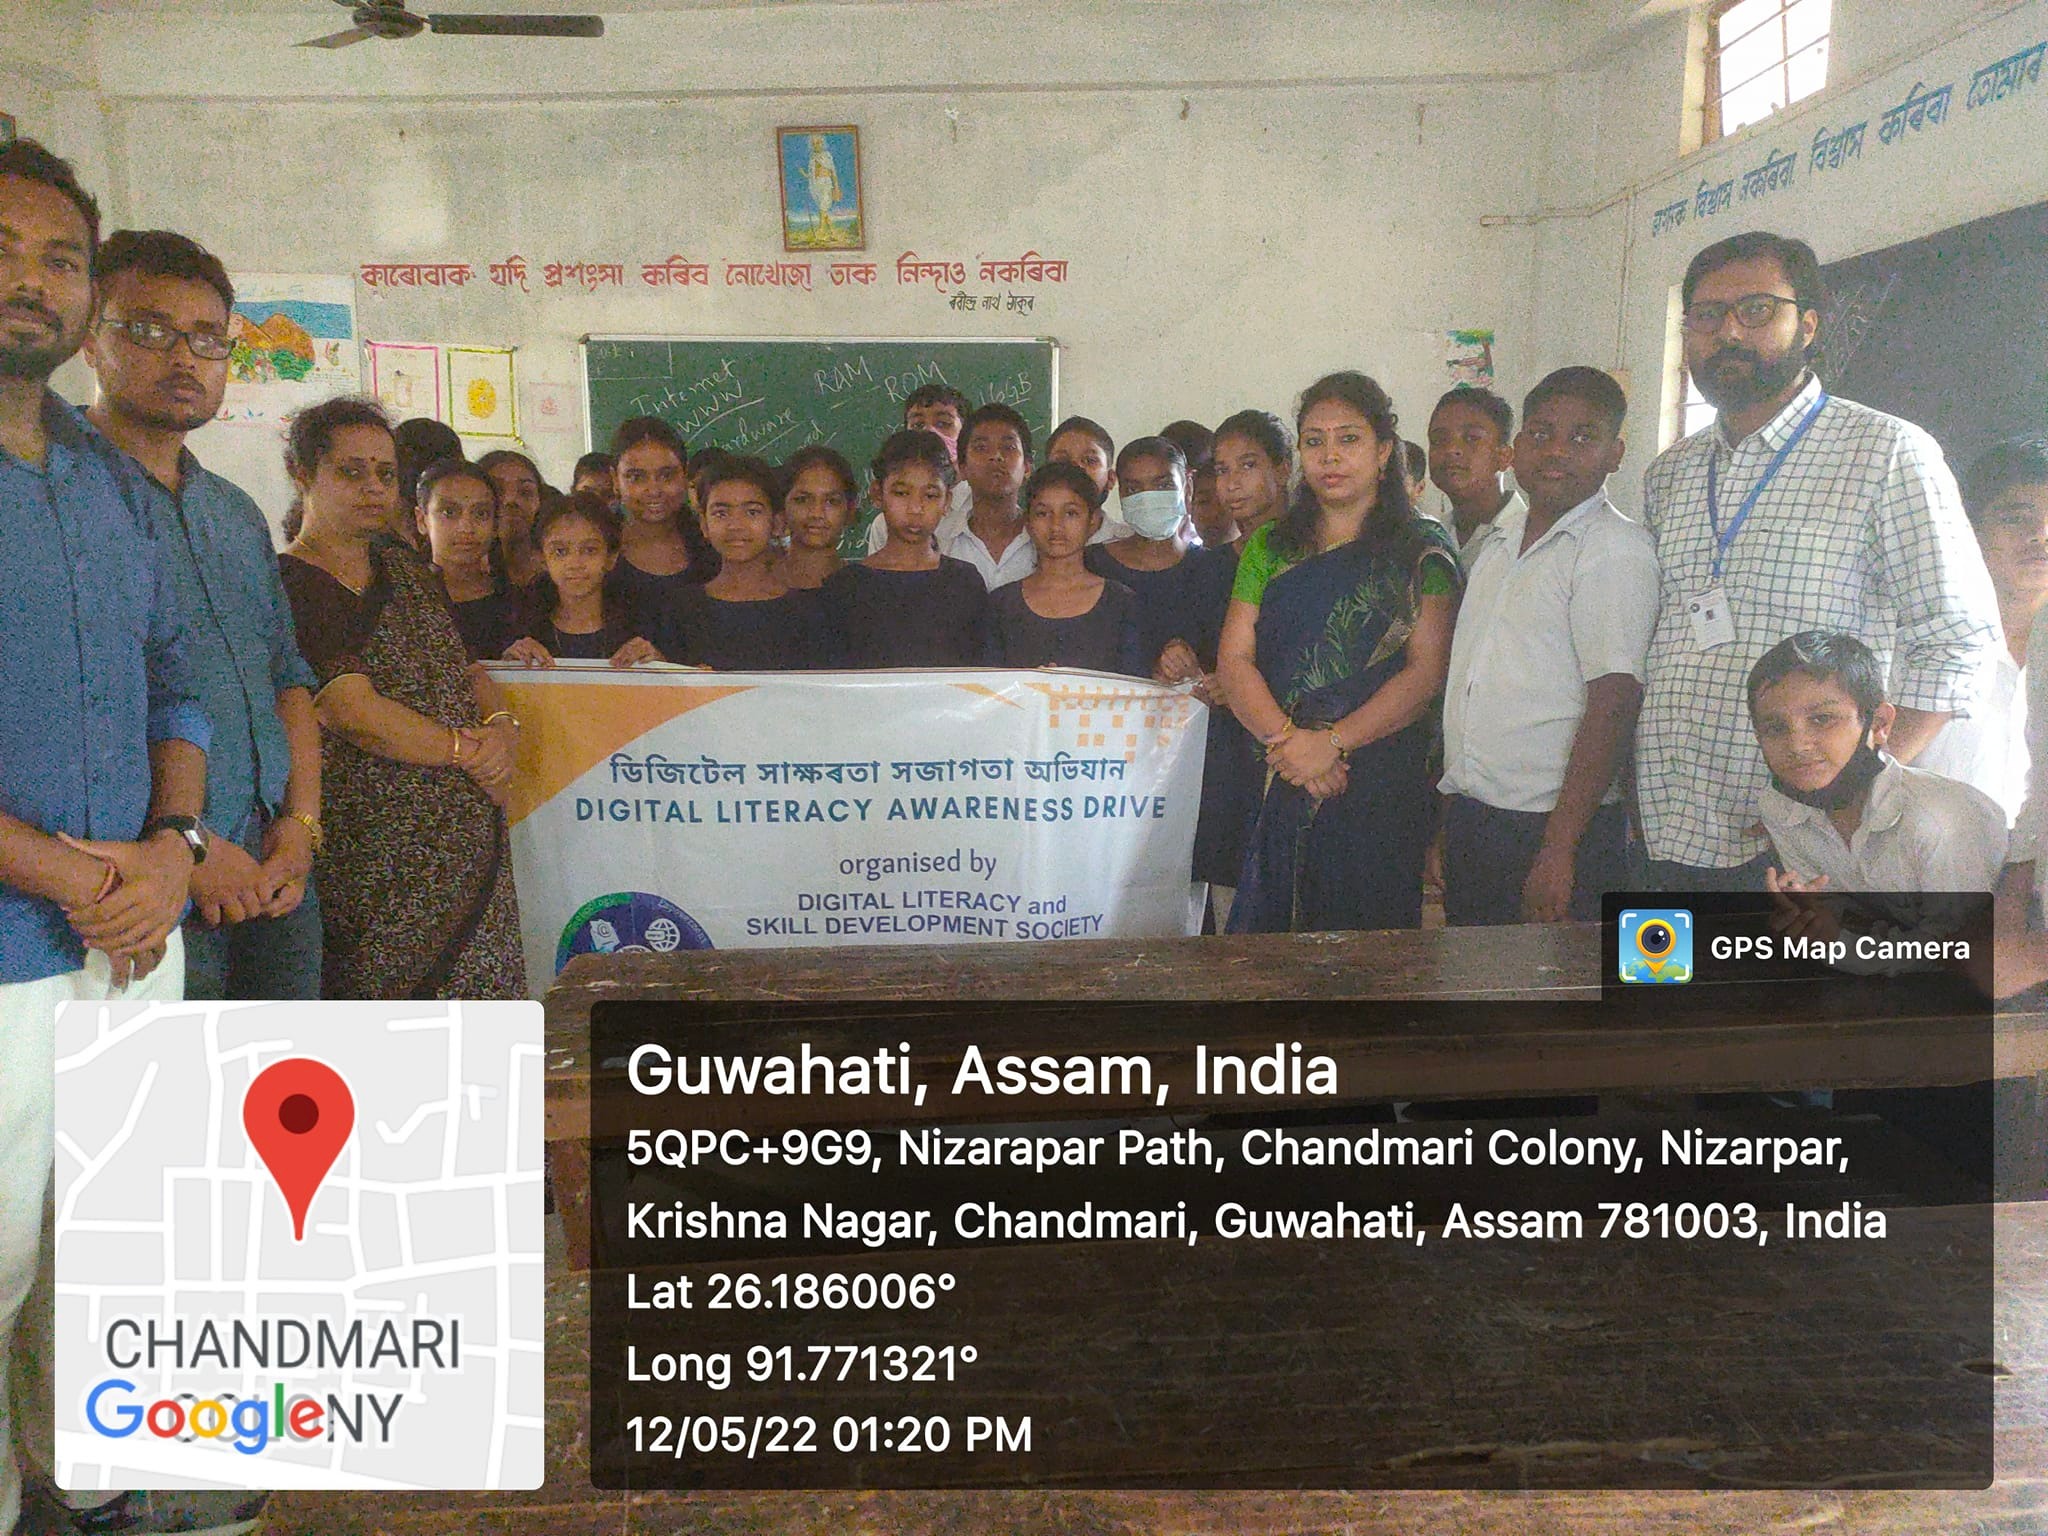 কাৰোবাক যদি প্ৰশংসা কৰিব নোখোজা তাক নিন্দাও নকৰিবা
ৰবীন্দ্ৰ নাথ ঠাকুৰ
বিশ্বাস নকৰিবা, বিশ্বাস কৰিবা তোমাৰ
Internet
WWW
Hardware
RAM
ROM
16GB
ডিজিটেল সাক্ষৰতা সজাগতা অভিযান
DIGITAL LITERACY AWARENESS DRIVE
organised by
DIGITAL LITERACY and
SKILL DEVELOPMENT SOCIETY
GPS Map Camera
Guwahati, Assam, India
5QPC+9G9, Nizarapar Path, Chandmari Colony, Nizarpar,
Krishna Nagar, Chandmari, Guwahati, Assam 781003, India
Lat 26.186006°
Long 91.771321°
12/05/22 01:20 PM
CHANDMARI
COLONY
Google